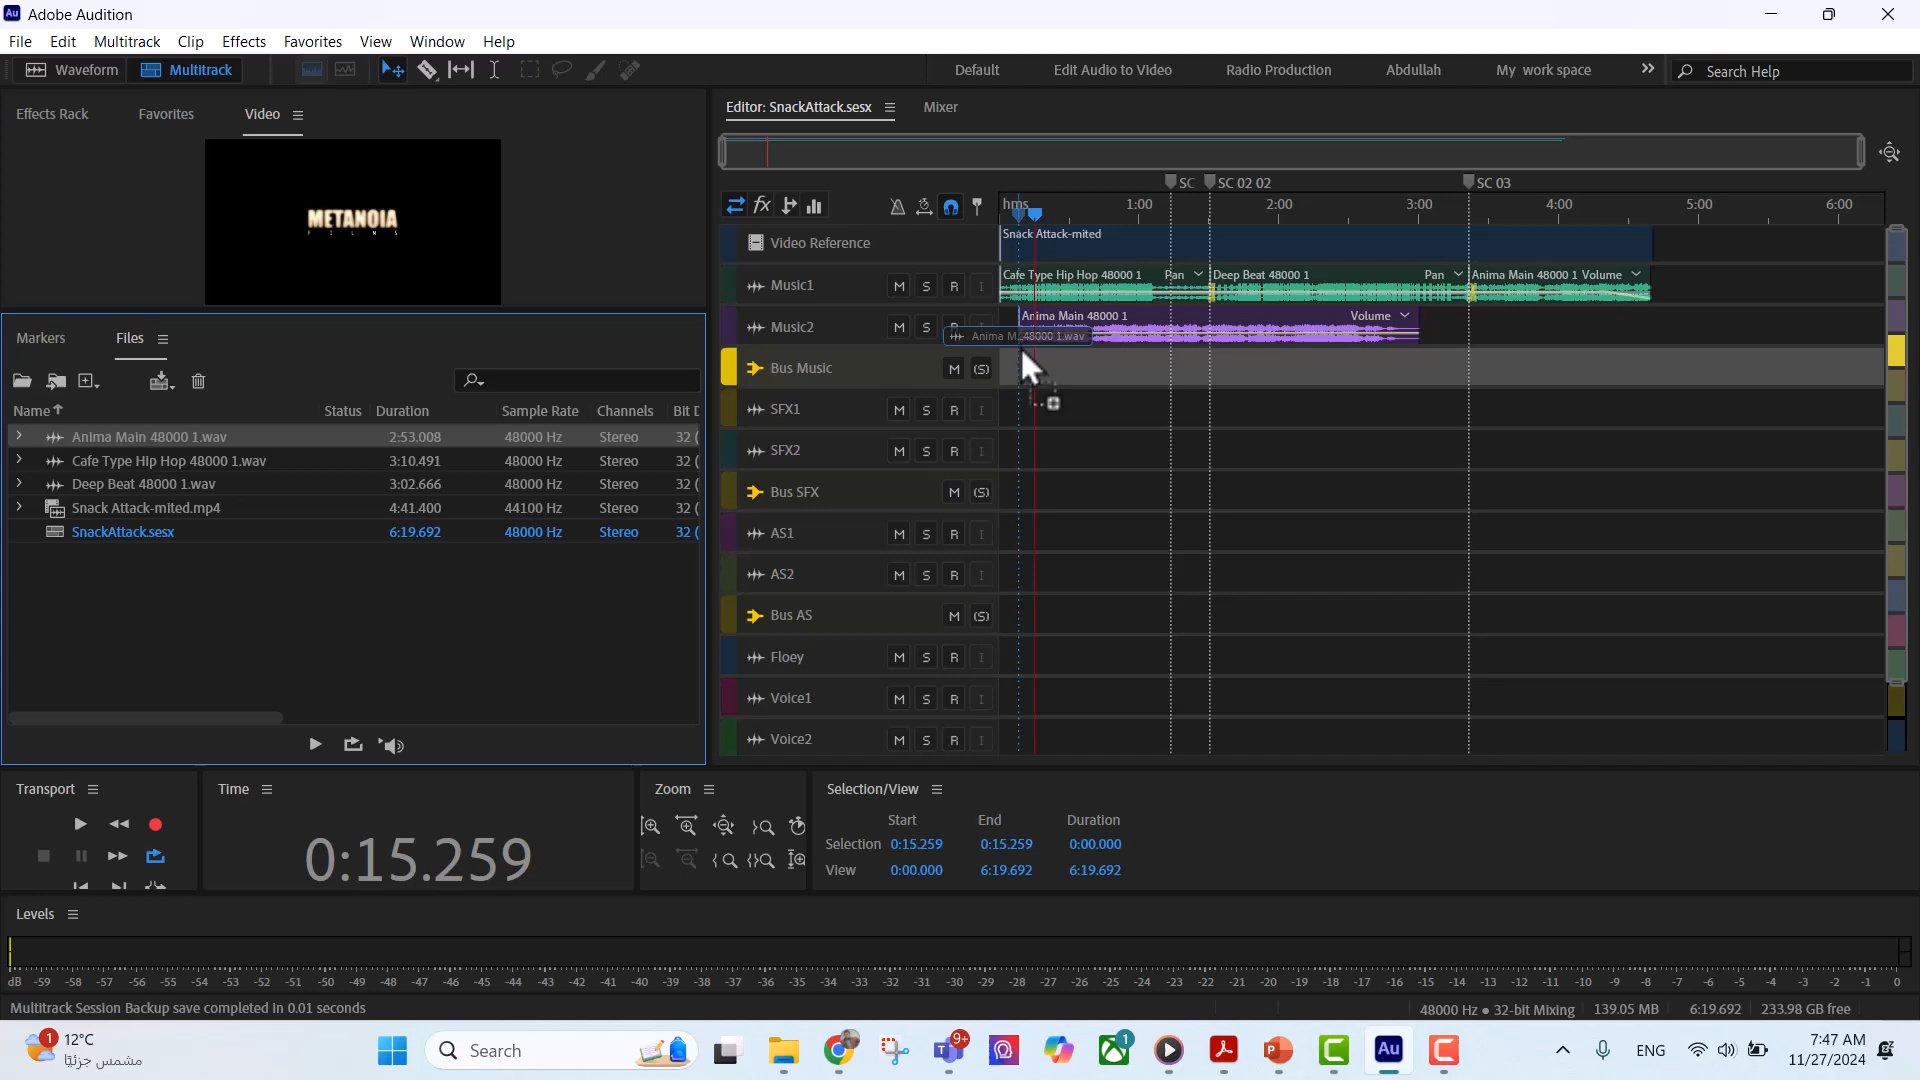 Au Adobe Audition
File Edit Multitrack Clip Effects Favorites View Window Help
Waveform Multitrack Default Edit Audio to Video Radio Production Abdullah My work space Search Help
Effects Rack Favorites Video
METANOIA
FILMS
Editor: SnackAttack.sesx Mixer
SC SC 02 02 SC 03
hms 1:00 2:00 3:00 4:00 5:00 6:00
Video Reference Snack Attack-mited
Music1 M S R I Cafe Type Hip Hop 48000 1 Pan Deep Beat 48000 1 Pan Anima Main 48000 1 Volume
Music2 M S R Anima Main 48000 1 Volume
Anima M_48000 1.wav
Bus Music M (S)
SFX1 M S R I
SFX2 M S R I
Bus SFX M (S)
AS1 M S R I
AS2 M S R I
Bus AS M (S)
Floey M S R I
Voice1 M S R I
Voice2 M S R I
Markers Files
Name Status Duration Sample Rate Channels Bit D
Anima Main 48000 1.wav 2:53.008 48000 Hz Stereo 32 (
Cafe Type Hip Hop 48000 1.wav 3:10.491 48000 Hz Stereo 32 (
Deep Beat 48000 1.wav 3:02.666 48000 Hz Stereo 32 (
Snack Attack-mited.mp4 4:41.400 44100 Hz Stereo 32 (
SnackAttack.sesx 6:19.692 48000 Hz Stereo 32 (
Transport Time Zoom Selection/View
0:15.259
Start End Duration
Selection 0:15.259 0:15.259 0:00.000
View 0:00.000 6:19.692 6:19.692
Levels
dB -59 -58 -57 -56 -55 -54 -53 -52 -51 -50 -49 -48 -47 -46 -45 -44 -43 -42 -41 -40 -39 -38 -37 -36 -35 -34 -33 -32 -31 -30 -29 -28 -27 -26 -25 -24 -23 -22 -21 -20 -19 -18 -17 -16 -15 -14 -13 -12 -11 -10 -9 -8 -7 -6 -5 -4 -3 -2 -1 0
Multitrack Session Backup save completed in 0.01 seconds 48000 Hz ● 32-bit Mixing 139.05 MB 6:19.692 233.98 GB free
1 12°C
مشمس جزئيًا
Search 9+ 1 Au ENG 7:47 AM
11/27/2024